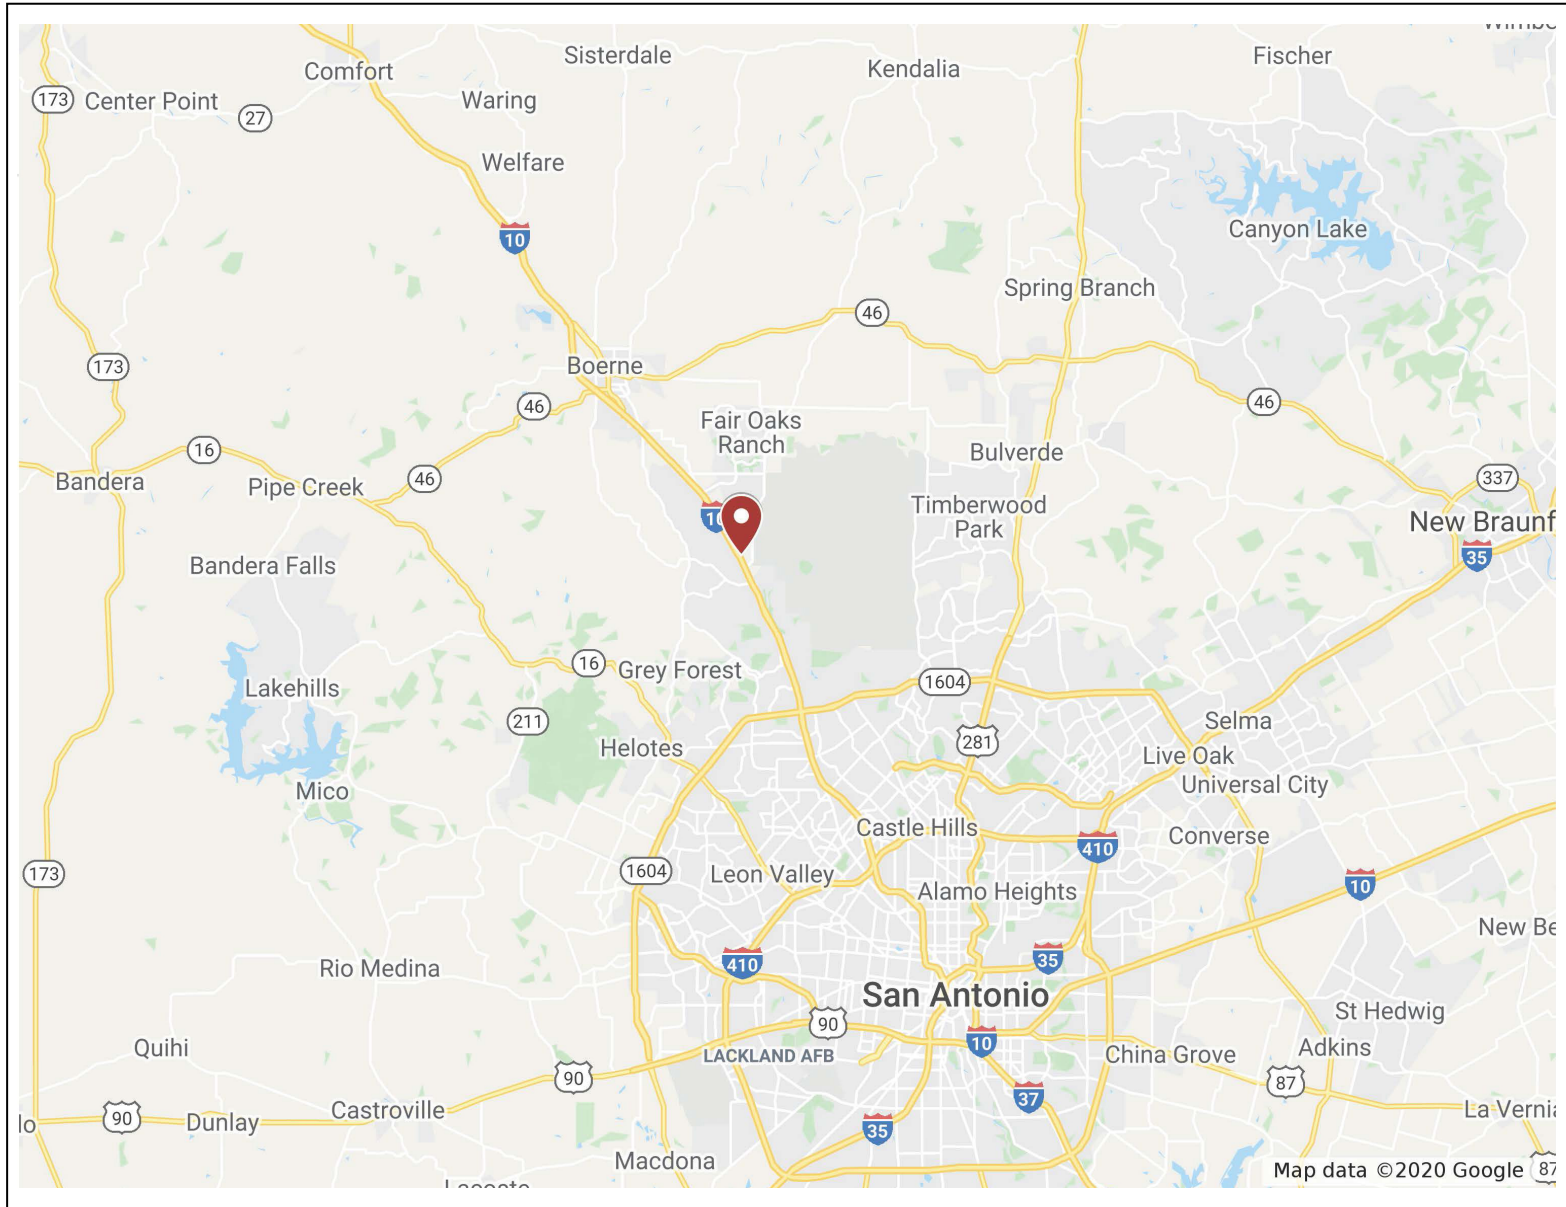 Sisterdale
Fischer
Comfort
Kendalia
173
Center Point
Waring
27
Welfare
10
Canyon Lake
Spring Branch
46
Boerne
173
46
46
Fair Oaks
Ranch
16
Bulverde
Bandera
Pipe Creek
46
337
Timberwood
Park
10
New Braunf
35
Bandera Falls
16
Grey Forest
1604
Lakehills
211
Selma
281
Helotes
Live Oak
Universal City
Mico
Castle Hills
Converse
410
173
1604
Leon Valley
10
Alamo Heights
New Be
410
35
Rio Medina
San Antonio
St Hedwig
90
10
Quihi
LACKLAND AFB
China Grove
Adkins
90
87
37
Castroville
La Vernia
90
Dunlay
lo
35
Macdona
Map data ©2020 Google
87